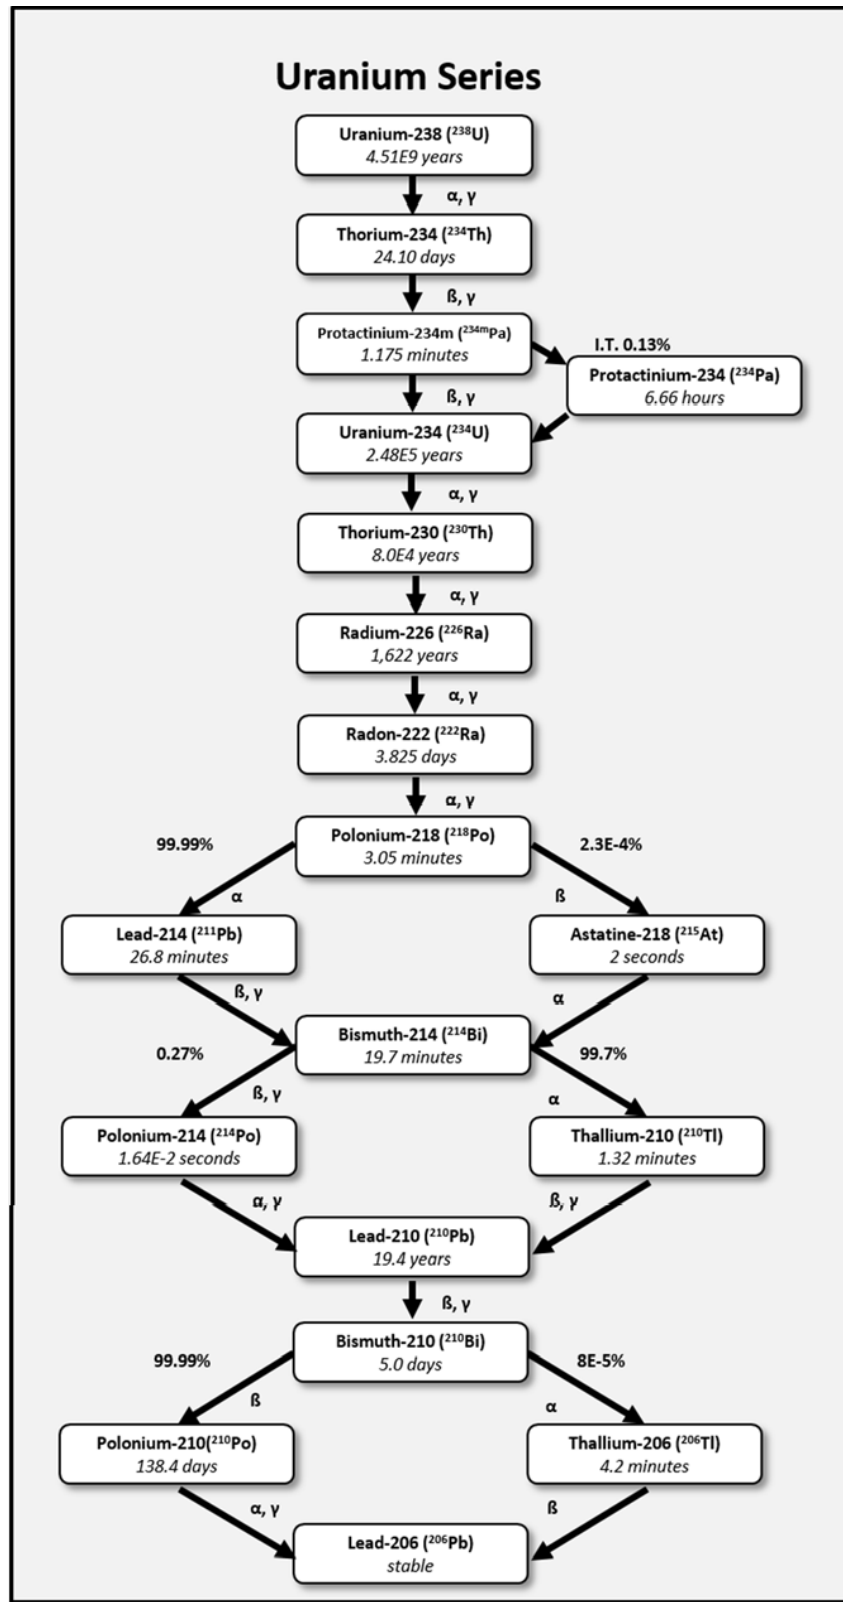 Uranium Series
Uranium-238 (²³⁸U)
4.51E9 years
α, γ
Thorium-234 (²³⁴Th)
24.10 days
ß, γ
Protactinium-234m (²³⁴ᵐPa)
1.175 minutes
I.T. 0.13%
Protactinium-234 (²³⁴Pa)
6.66 hours
ß, γ
Uranium-234 (²³⁴U)
2.48E5 years
α, γ
Thorium-230 (²³⁰Th)
8.0E4 years
α, γ
Radium-226 (²²⁶Ra)
1,622 years
α, γ
Radon-222 (²²²Ra)
3.825 days
α, γ
Polonium-218 (²¹⁸Po)
3.05 minutes
99.99%
2.3E-4%
α
ß
Lead-214 (²¹¹Pb)
26.8 minutes
Astatine-218 (²¹⁵At)
2 seconds
ß, γ
α
Bismuth-214 (²¹⁴Bi)
19.7 minutes
0.27%
99.7%
ß, γ
α
Polonium-214 (²¹⁴Po)
1.64E-2 seconds
Thallium-210 (²¹⁰Tl)
1.32 minutes
α, γ
ß, γ
Lead-210 (²¹⁰Pb)
19.4 years
ß, γ
Bismuth-210 (²¹⁰Bi)
5.0 days
99.99%
8E-5%
ß
α
Polonium-210(²¹⁰Po)
138.4 days
Thallium-206 (²⁰⁶Tl)
4.2 minutes
α, γ
ß
Lead-206 (²⁰⁶Pb)
stable